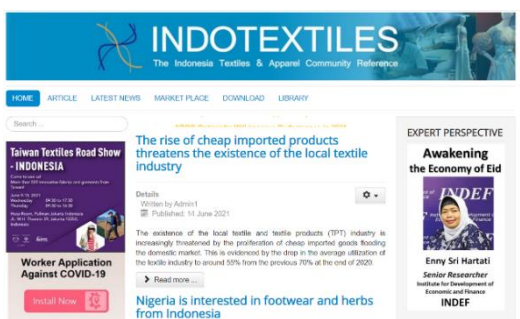 INDOTEXTILES
The Indonesia Textiles & Apparel Community Reference
HOME ARTICLE LATEST NEWS MARKET PLACE DOWNLOAD LIBRARY
Search ...
Taiwan Textiles Road Show
- INDONESIA
Worker Application
Against COVID-19
Install Now
The rise of cheap imported products
threatens the existence of the local textile
industry
Details
Written by Admin1
Published: 14 June 2021
The existence of the local textile and textile products (TPT) industry is
increasingly threatened by the proliferation of cheap imported goods flooding
the domestic market. This is evidenced by the drop in the average utilization of
the textile industry to around 55% from the previous 70% at the end of 2020.
Read more ...
Nigeria is interested in footwear and herbs
from Indonesia
EXPERT PERSPECTIVE
Awakening
the Economy of Eid
INDEF
Enny Sri Hartati
Senior Researcher
Institute for Development of
Economic and Finance
INDEF